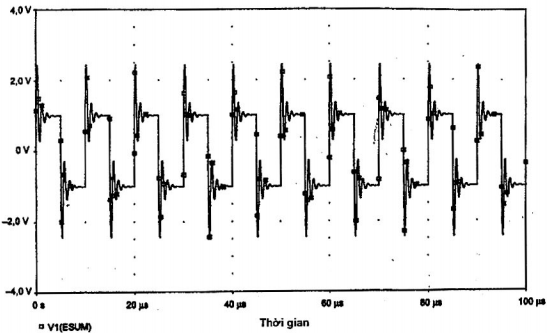 4,0 V
2,0 V
0 V
–2,0 V
–4,0 V
0 s 20 µs 40 µs 60 µs 80 µs 100 µs
V1(ESUM) Thời gian